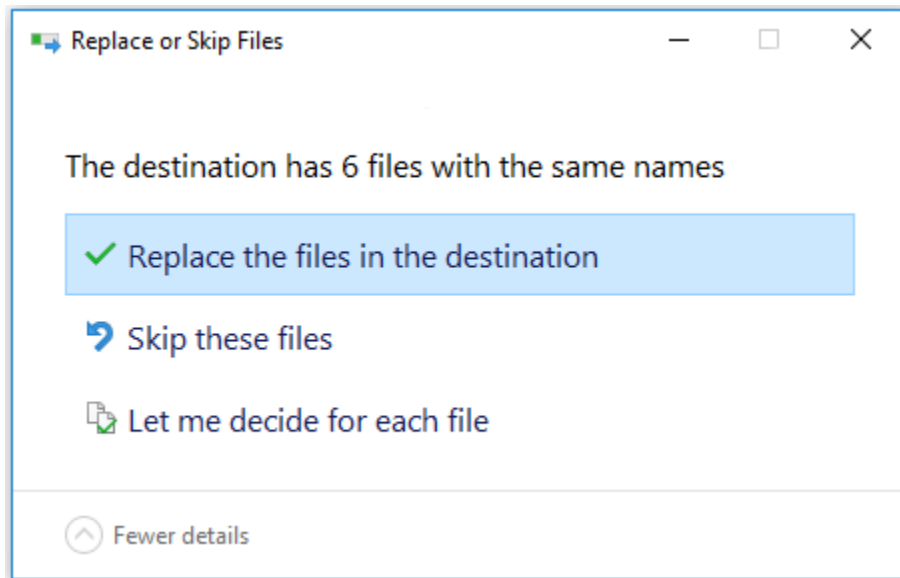 Replace or Skip Files
The destination has 6 files with the same names
Replace the files in the destination
Skip these files
Let me decide for each file
Fewer details